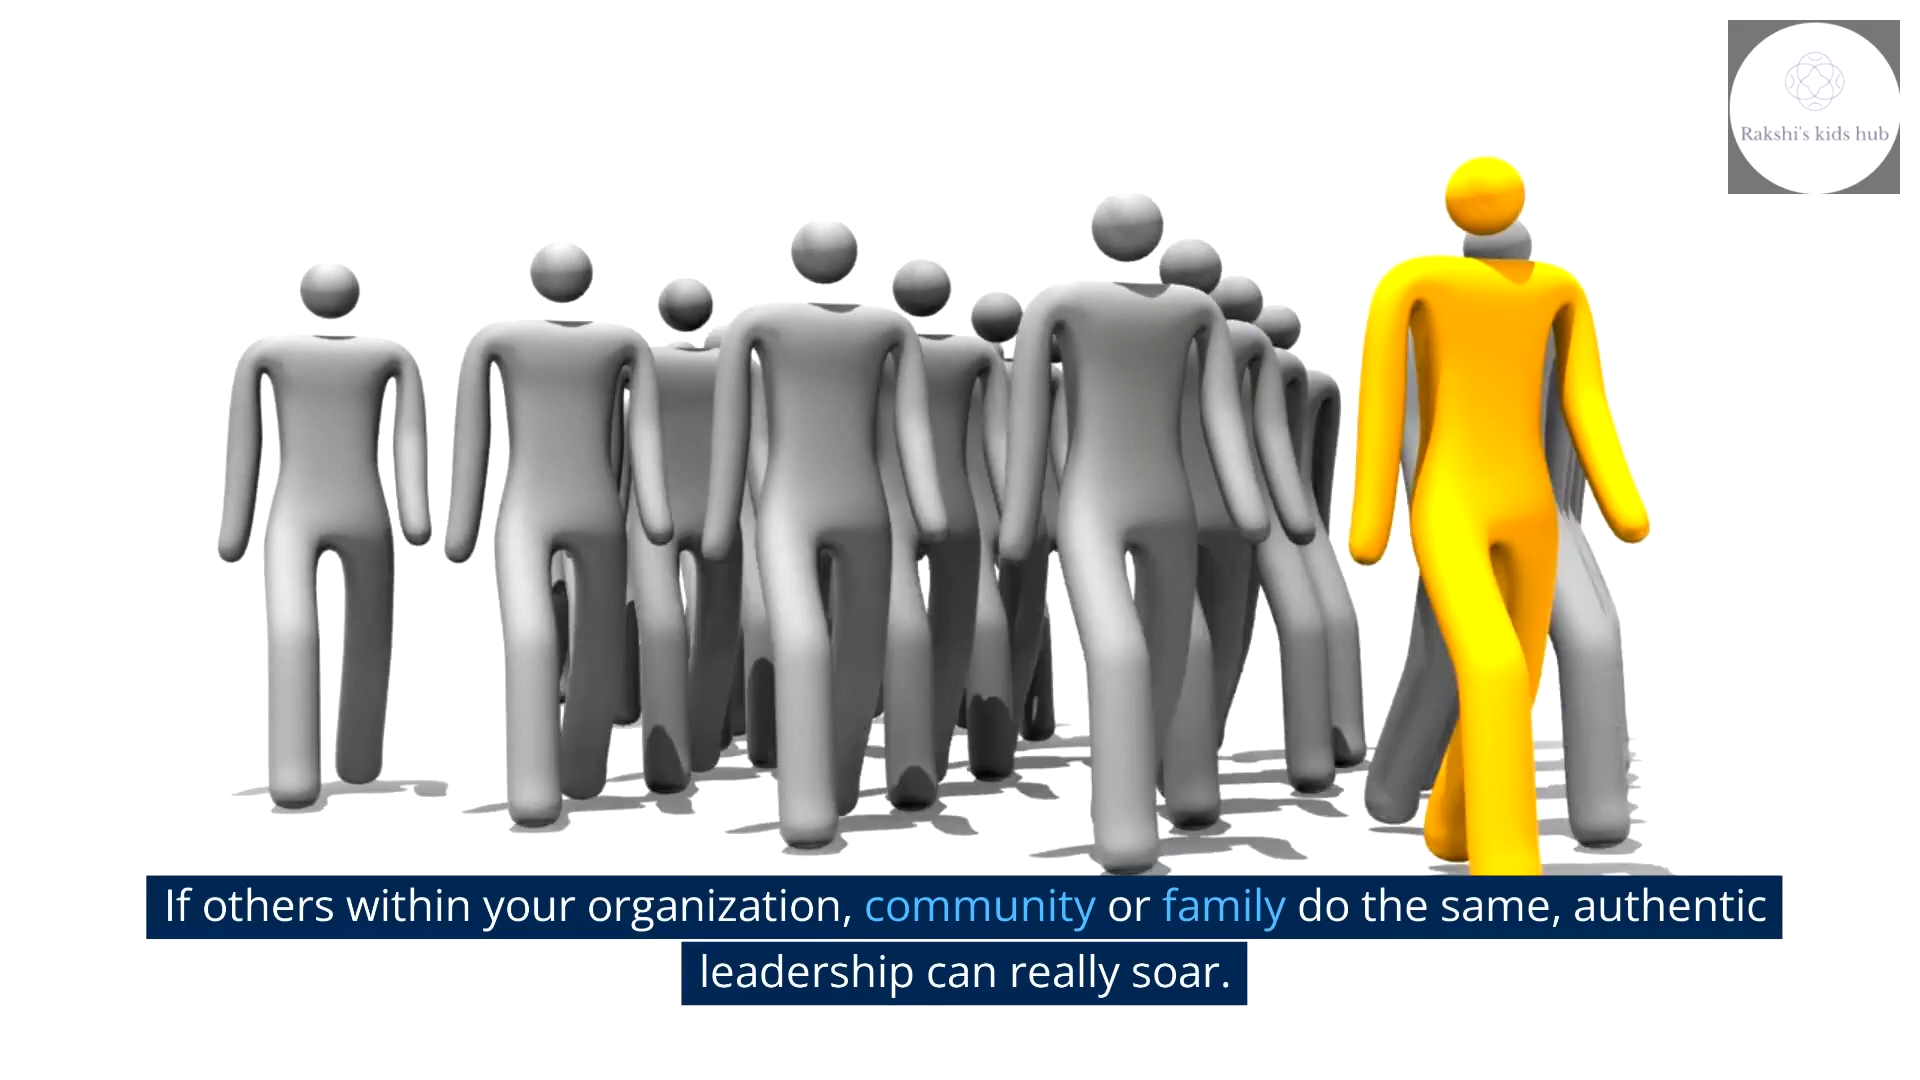 Rakshi's kids hub
If others within your organization, community or family do the same, authentic
leadership can really soar.